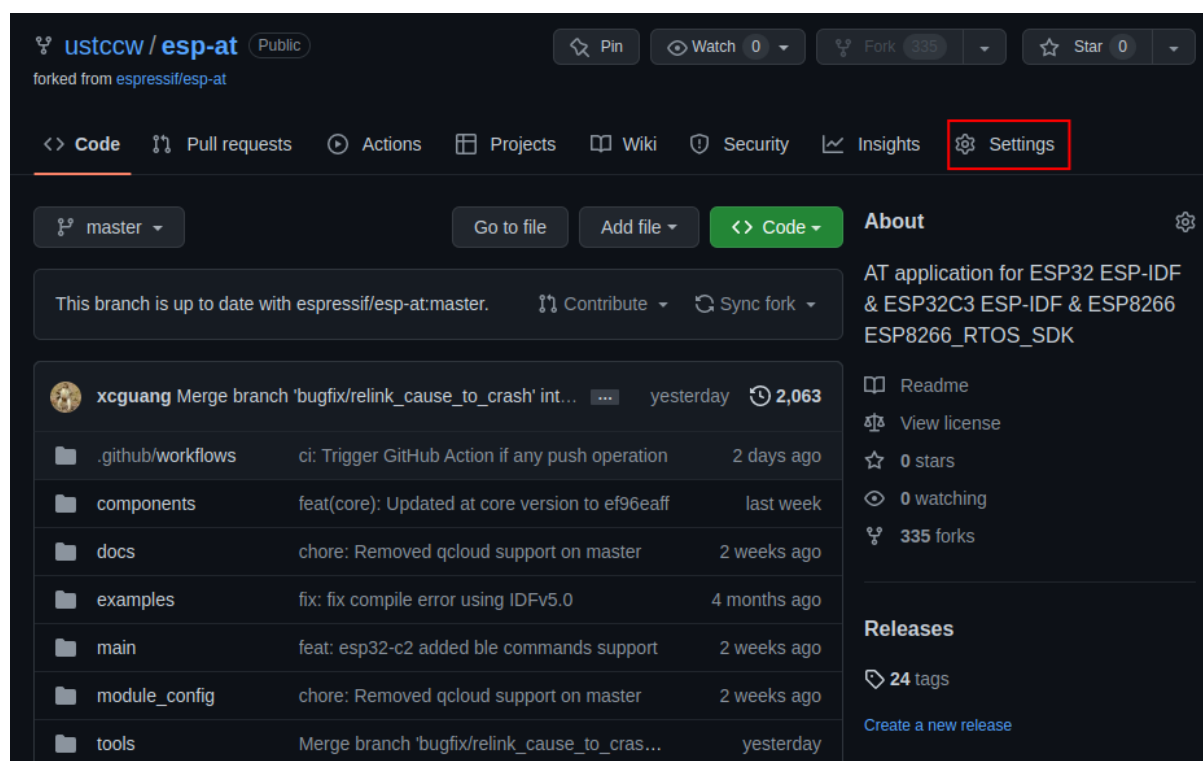 ustccw / esp-at Public
Pin
Watch 0
Fork 335
Star 0
forked from espressif/esp-at
Code
Pull requests
Actions
Projects
Wiki
Security
Insights
Settings
master
Go to file
Add file
Code
This branch is up to date with espressif/esp-at:master.
Contribute
Sync fork
xcguang Merge branch 'bugfix/relink_cause_to_crash' int... ... yesterday 2,063
.github/workflows ci: Trigger GitHub Action if any push operation 2 days ago
components feat(core): Updated at core version to ef96eaff last week
docs chore: Removed qcloud support on master 2 weeks ago
examples fix: fix compile error using IDFv5.0 4 months ago
main feat: esp32-c2 added ble commands support 2 weeks ago
module_config chore: Removed qcloud support on master 2 weeks ago
tools Merge branch 'bugfix/relink_cause_to_cras... yesterday
About
AT application for ESP32 ESP-IDF
& ESP32C3 ESP-IDF & ESP8266
ESP8266_RTOS_SDK
Readme
View license
0 stars
0 watching
335 forks
Releases
24 tags
Create a new release